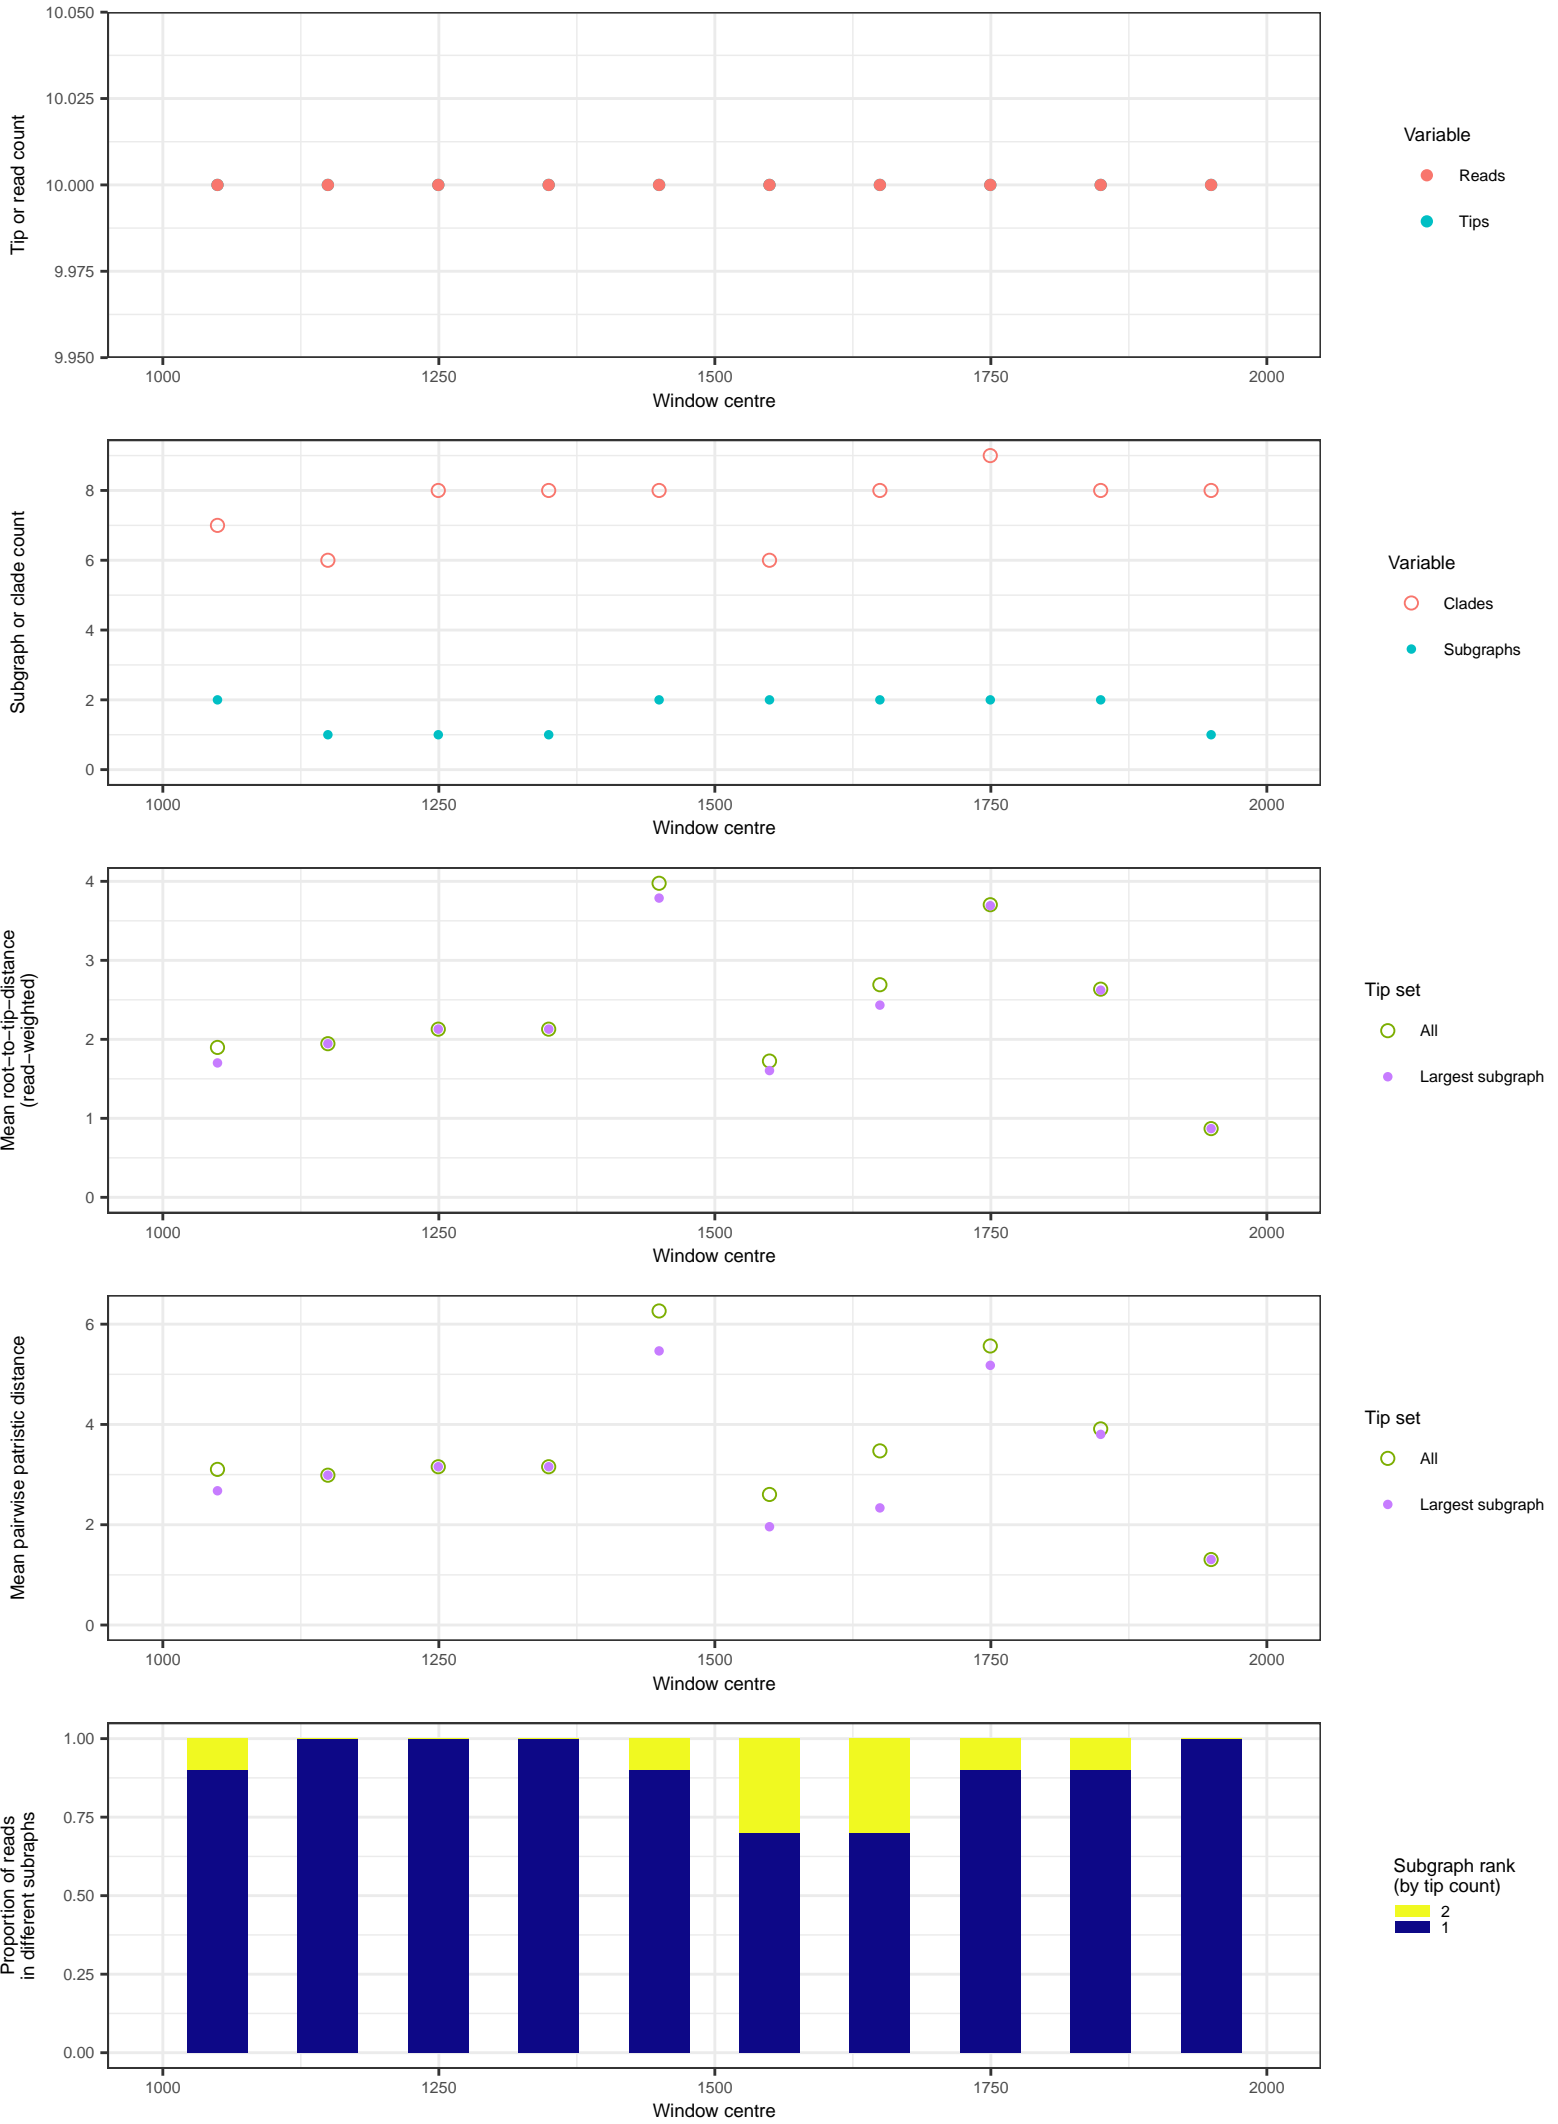 10.050
10.025
10.000
9.975
9.950
Tip or read count
1000 1250 1500 1750 2000
Window centre
Variable
Reads
Tips
8
6
4
2
0
Subgraph or clade count
1000 1250 1500 1750 2000
Window centre
Variable
Clades
Subgraphs
4
3
2
1
0
Mean root-to-tip-distance
(read-weighted)
1000 1250 1500 1750 2000
Window centre
Tip set
All
Largest subgraph
6
4
2
0
Mean pairwise patristic distance
1000 1250 1500 1750 2000
Window centre
Tip set
All
Largest subgraph
1.00
0.75
0.50
0.25
0.00
Proportion of reads
in different subraphs
1000 1250 1500 1750 2000
Window centre
Subgraph rank
(by tip count)
2
1